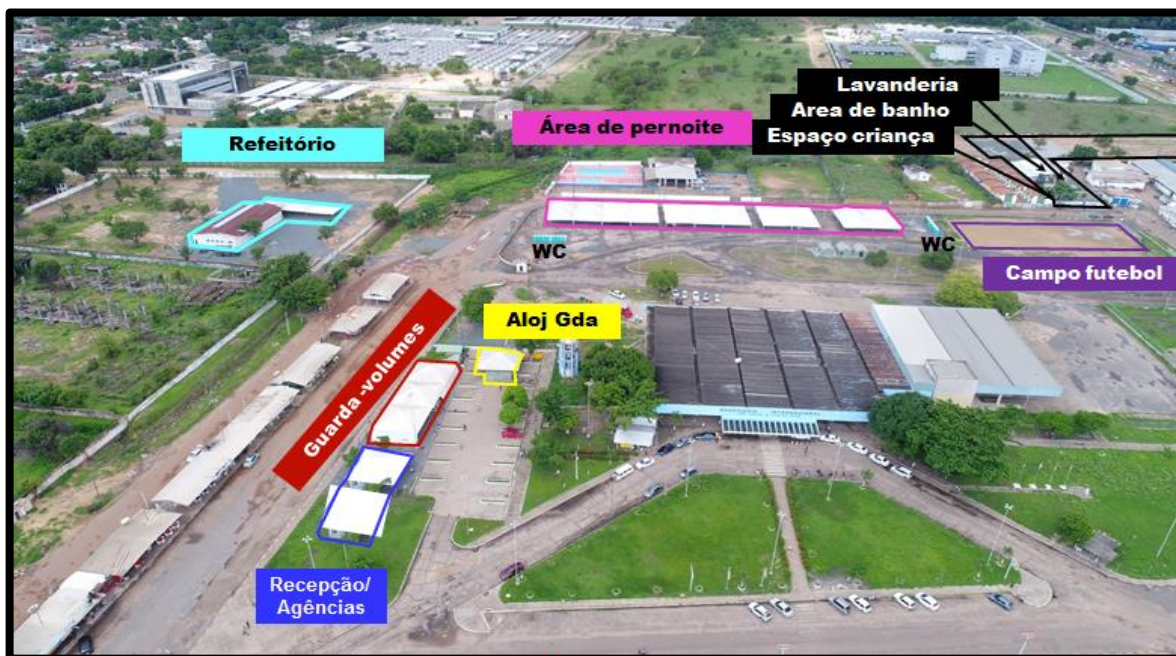 Lavanderia
Area de banho
Espaço criança
Área de pernoite
Refeitório
WC
WC
Campo futebol
Aloj Gda
Guarda -volumes
Recepção/
Agências